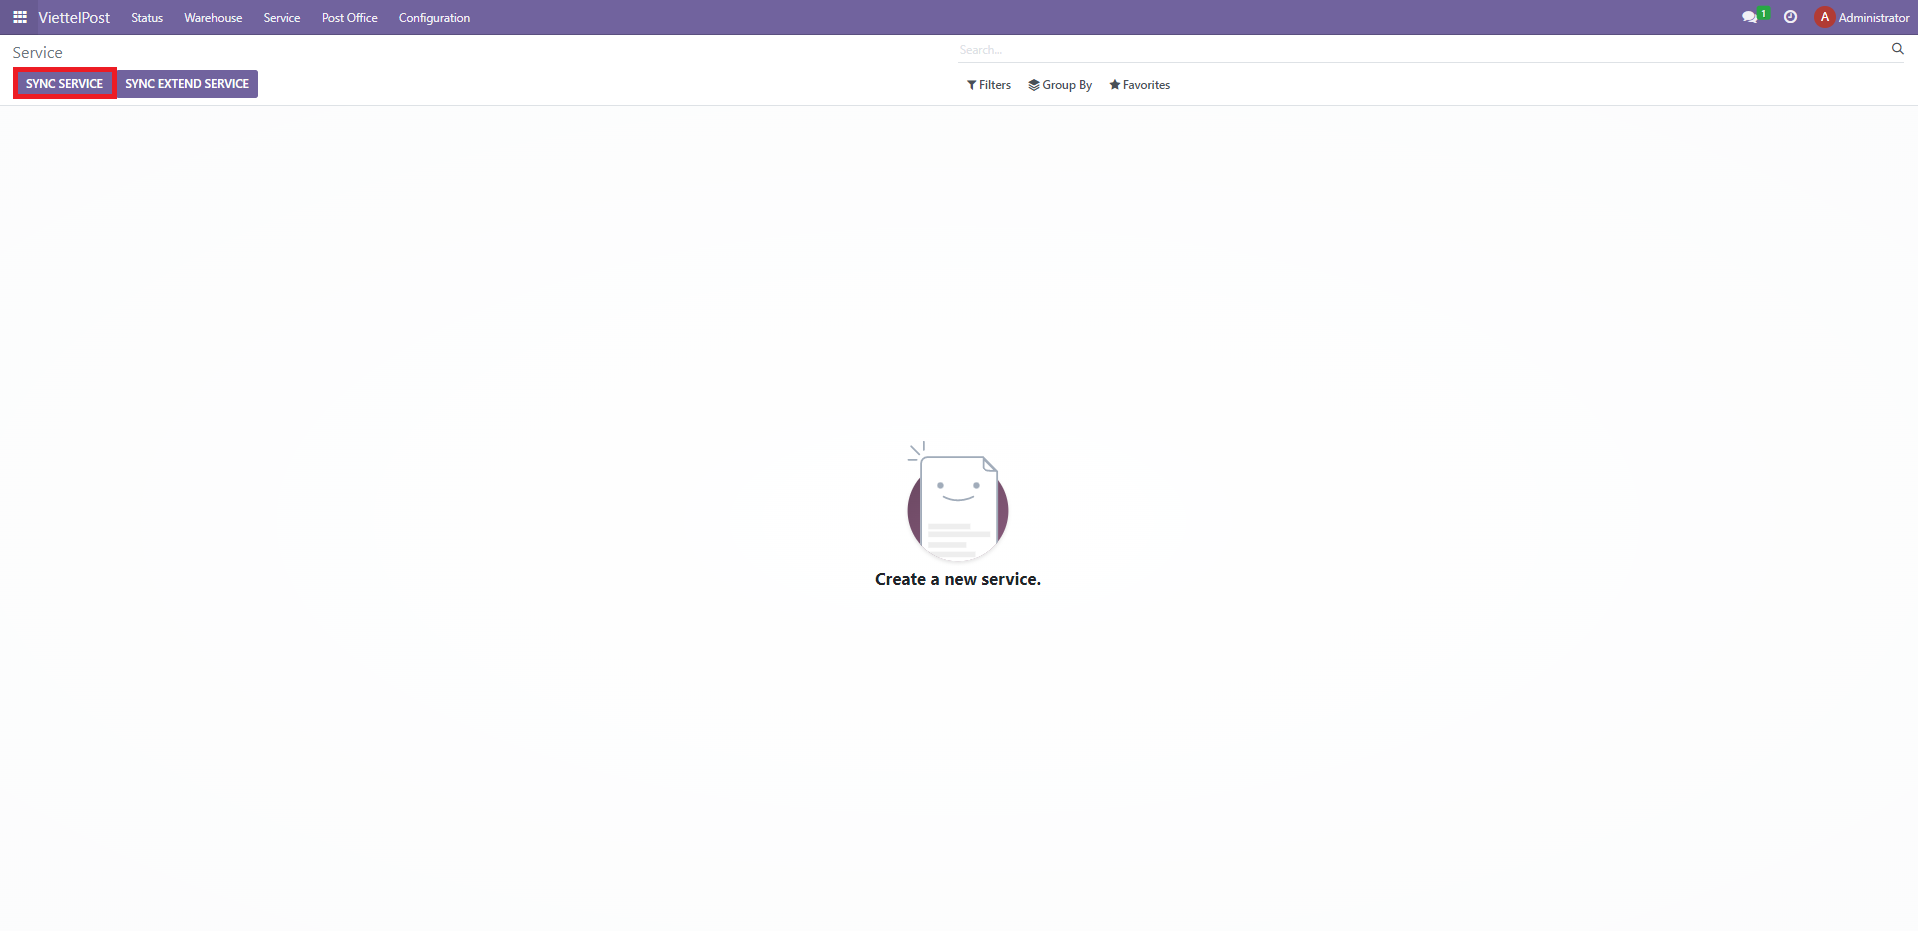 ViettelPost Status Warehouse Service Post Office Configuration 1 A Administrator
Service Search...
SYNC SERVICE SYNC EXTEND SERVICE Filters Group By Favorites
Create a new service.